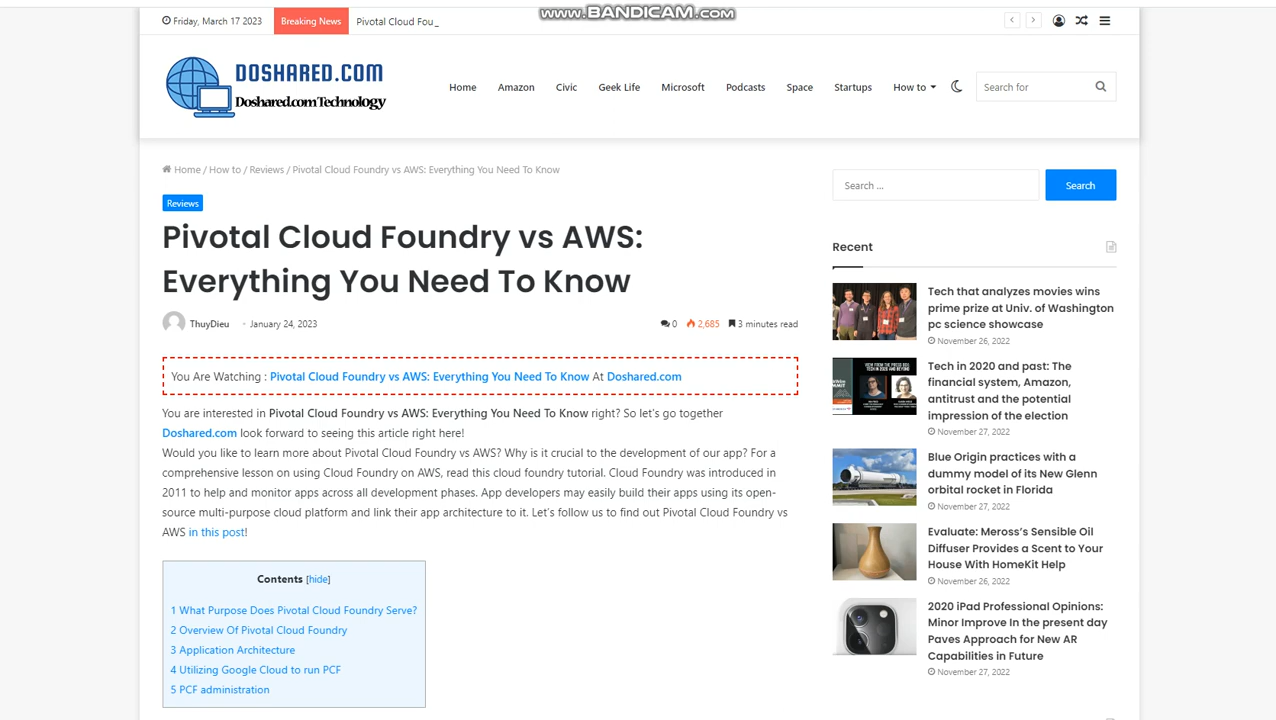 www.BANDICAM.com
Friday, March 17 2023
Breaking News
Pivotal Cloud Fou_
DOSHARED.COM
Doshared.com Technology
Home
Amazon
Civic
Geek Life
Microsoft
Podcasts
Space
Startups
How to
Search for
Home / How to / Reviews / Pivotal Cloud Foundry vs AWS: Everything You Need To Know
Reviews
Pivotal Cloud Foundry vs AWS:
Everything You Need To Know
ThuyDieu
- January 24, 2023
0
2,685
3 minutes read
You Are Watching : Pivotal Cloud Foundry vs AWS: Everything You Need To Know At Doshared.com
You are interested in Pivotal Cloud Foundry vs AWS: Everything You Need To Know right? So let's go together
Doshared.com look forward to seeing this article right here!
Would you like to learn more about Pivotal Cloud Foundry vs AWS? Why is it crucial to the development of our app? For a
comprehensive lesson on using Cloud Foundry on AWS, read this cloud foundry tutorial. Cloud Foundry was introduced in
2011 to help and monitor apps across all development phases. App developers may easily build their apps using its open-
source multi-purpose cloud platform and link their app architecture to it. Let's follow us to find out Pivotal Cloud Foundry vs
AWS in this post!
Contents [hide]
1 What Purpose Does Pivotal Cloud Foundry Serve?
2 Overview Of Pivotal Cloud Foundry
3 Application Architecture
4 Utilizing Google Cloud to run PCF
5 PCF administration
Search ...
Search
Recent
Tech that analyzes movies wins
prime prize at Univ. of Washington
pc science showcase
November 26, 2022
Tech in 2020 and past: The
financial system, Amazon,
antitrust and the potential
impression of the election
November 27, 2022
Blue Origin practices with a
dummy model of its New Glenn
orbital rocket in Florida
November 27, 2022
Evaluate: Meross's Sensible Oil
Diffuser Provides a Scent to Your
House With HomeKit Help
November 26, 2022
2020 iPad Professional Opinions:
Minor Improve In the present day
Paves Approach for New AR
Capabilities in Future
November 27, 2022